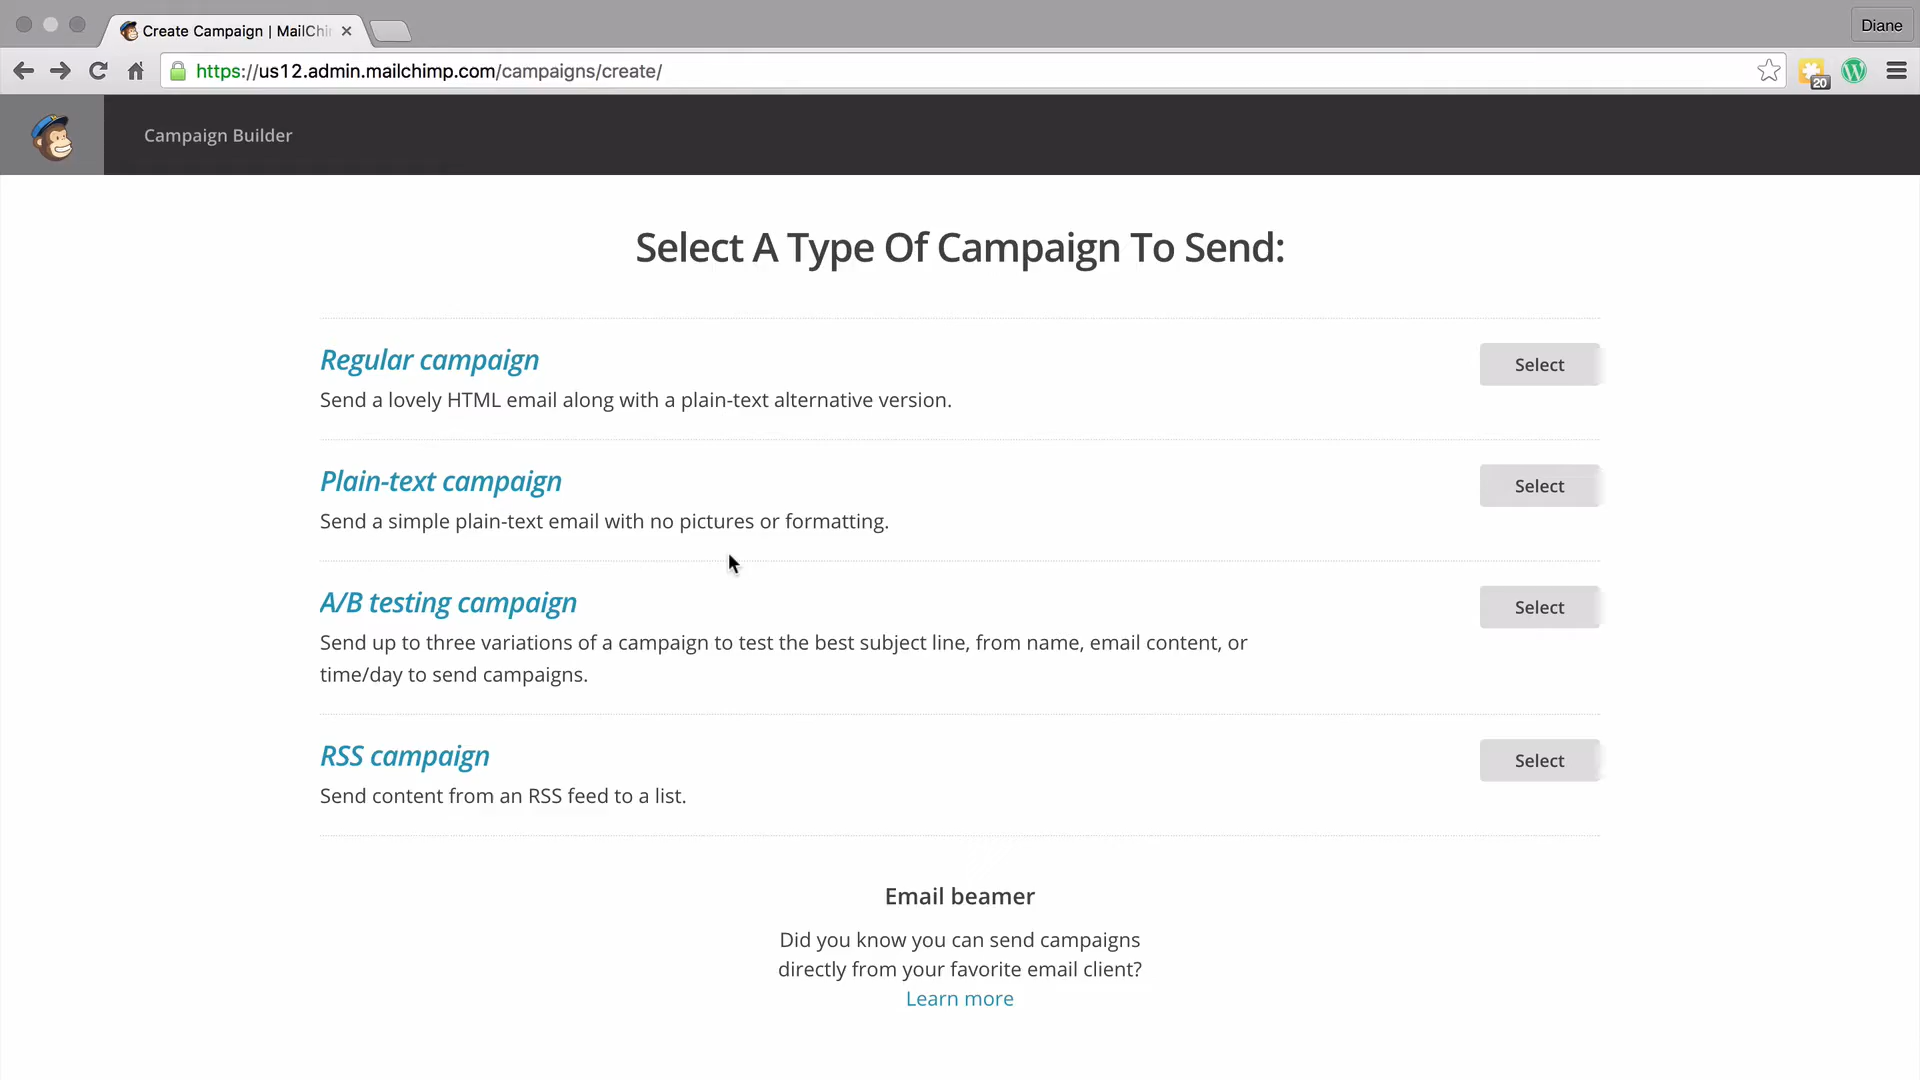 Create Campaign | MailChi
Diane
https://us12.admin.mailchimp.com/campaigns/create/
20
Campaign Builder
Select A Type Of Campaign To Send:
Regular campaign
Select
Send a lovely HTML email along with a plain-text alternative version.
Plain-text campaign
Select
Send a simple plain-text email with no pictures or formatting.
A/B testing campaign
Select
Send up to three variations of a campaign to test the best subject line, from name, email content, or
time/day to send campaigns.
RSS campaign
Select
Send content from an RSS feed to a list.
Email beamer
Did you know you can send campaigns
directly from your favorite email client?
Learn more